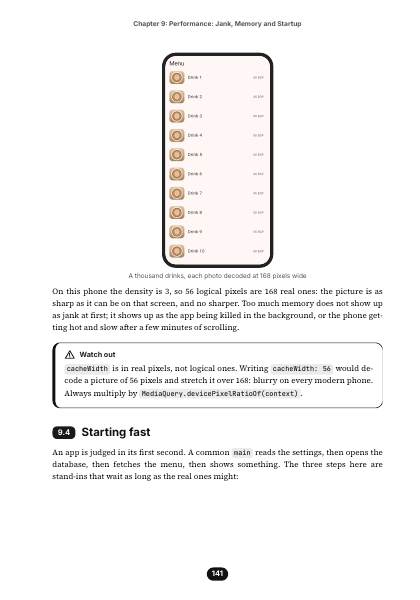 Chapter 9: Performance: Jank, Memory and Startup
Menu
Drink 1
Drink 2
Drink 3
Drink 4
Drink 5
Drink 6
Drink 7
Drink 8
Drink 9
Drink 10
A thousand drinks, each photo decoded at 168 pixels wide
On this phone the density is 3, so 56 logical pixels are 168 real ones: the picture is as
sharp as it can be on that screen, and no sharper. Too much memory does not show up
as jank at first; it shows up as the app being killed in the background, or the phone get-
ting hot and slow after a few minutes of scrolling.
Watch out
cacheWidth is in real pixels, not logical ones. Writing cacheWidth: 56 would de-
code a picture of 56 pixels and stretch it over 168: blurry on every modern phone.
Always multiply by MediaQuery.devicePixelRatioOf(context).
9.4 Starting fast
An app is judged in its first second. A common main reads the settings, then opens the
database, then fetches the menu, then shows something. The three steps here are
stand-ins that wait as long as the real ones might:
141